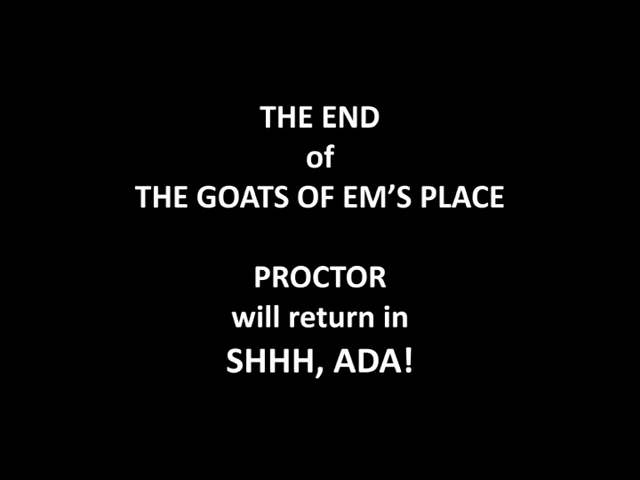 THE END
of
THE GOATS OF EM’S PLACE
PROCTOR
will return in
SHHH, ADA!